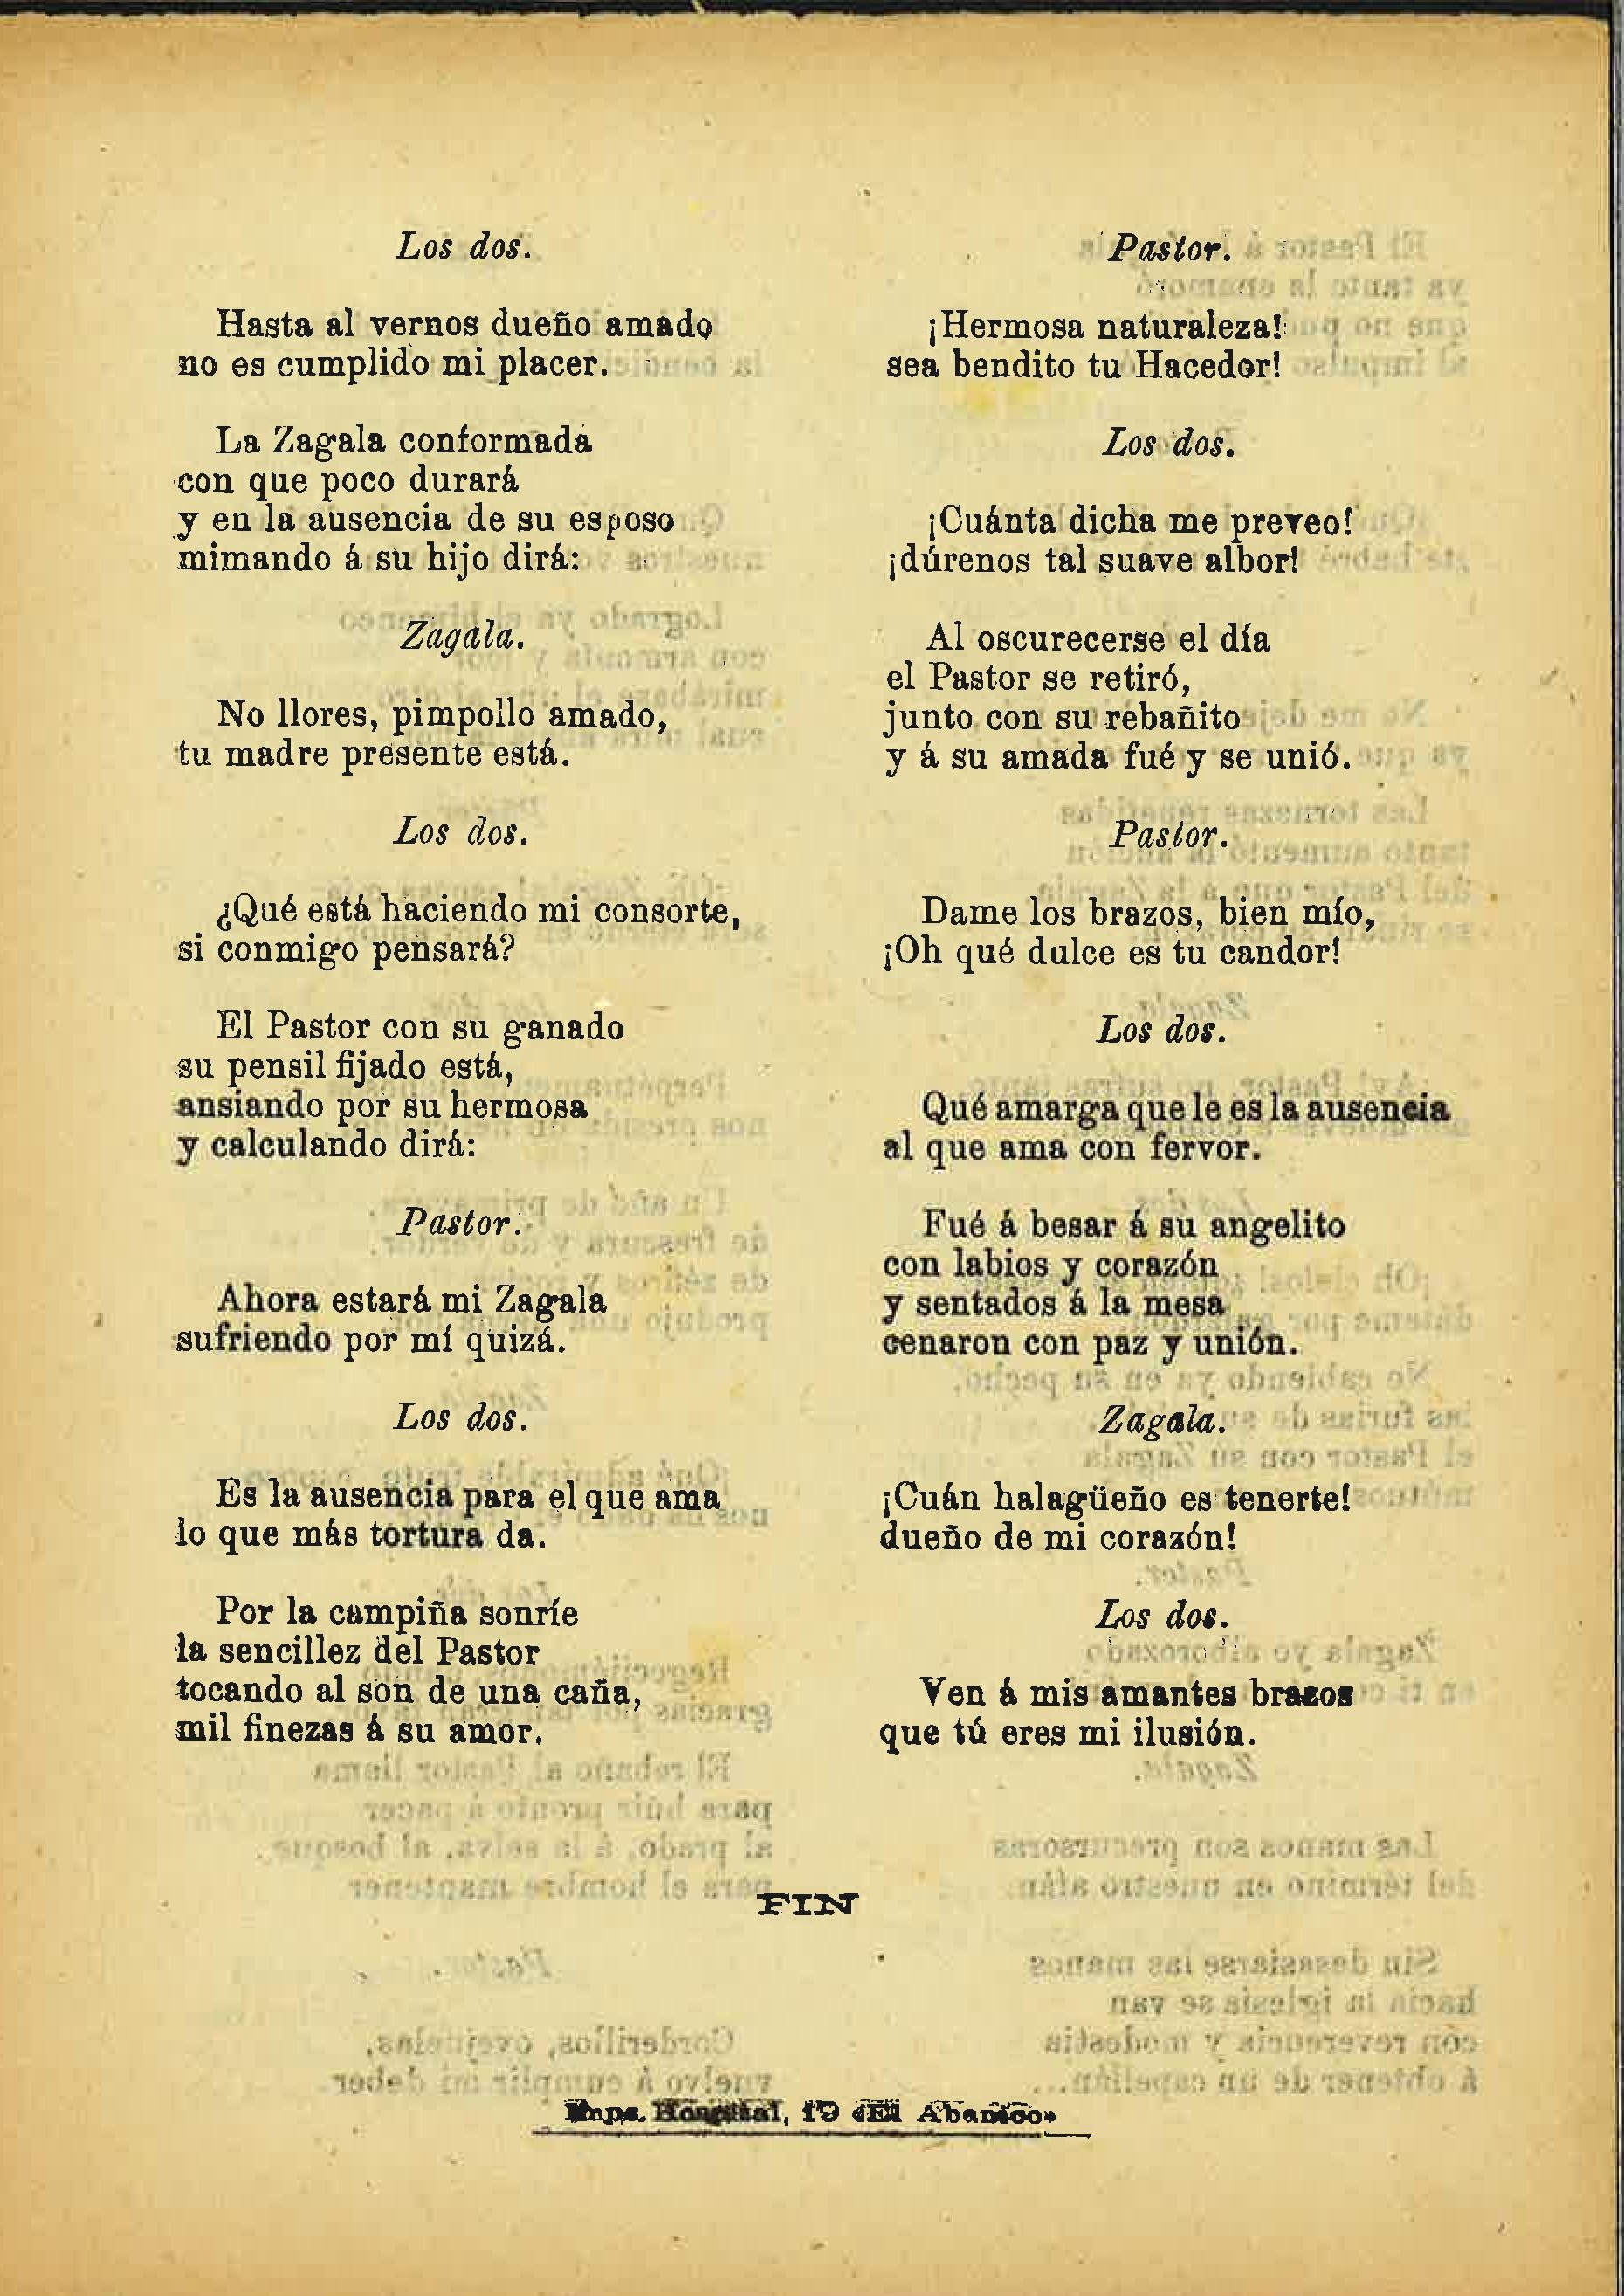 Los dos.
Hasta al vernos dueño amado
no es cumplido mi placer.
La Zagala conformada
con que poco durará
y en la ausencia de su esposo
mimando á su hijo dirá:
Zagala.
No llores, pimpollo amado,
tu madre presente está.
Los dos.
¿Qué está haciendo mi consorte,
si conmigo pensará?
El Pastor con su ganado
su pensil fijado está,
ansiando por su hermosa
y calculando dirá:
Pastor.
Ahora estará mi Zagala
sufriendo por mí quizá.
Los dos.
Es la ausencia para el que ama
lo que más tortura da.
Por la campiña sonríe
la sencillez del Pastor
tocando al són de una caña,
mil finezas á su amor.
Pastor.
¡Hermosa naturaleza!
sea bendito tu Hacedor!
Los dos.
¡Cuánta dicha me preveo!
¡dúrenos tal suave albor!
Al oscurecerse el día
el Pastor se retiró,
junto con su rebañito
y á su amada fué y se unió.
Pastor.
Dame los brazos, bien mío,
¡Oh qué dulce es tu candor!
Los dos.
Qué amarga que le es la ausencia
al que ama con fervor.
Fué á besar á su angelito
con labios y corazón
y sentados á la mesa
cenaron con paz y unión.
Zagala.
¡Cuán halagüeño es tenerte!
dueño de mi corazón!
Los dos.
Ven á mis amantes brazos
que tú eres mi ilusión.
FIN
Imps. Hospital, 19 «El Abanico»